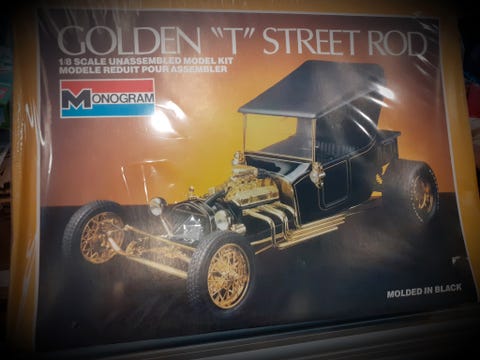 GOLDEN "T" STREET ROD
1/8 SCALE UNASSEMBLED MODEL KIT
MODELE REDUIT POUR ASSEMBLER
MONOGRAM
MOLDED IN BLACK